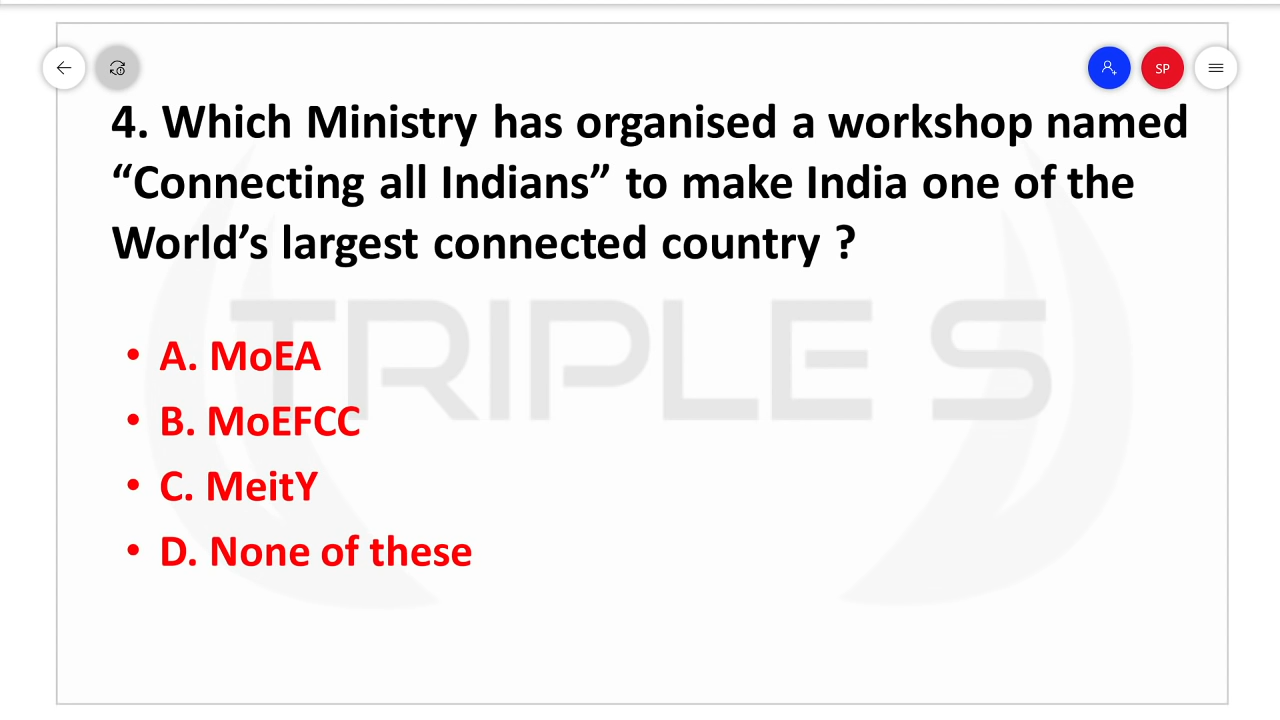 SP
4. Which Ministry has organised a workshop named
“Connecting all Indians” to make India one of the
World’s largest connected country ?
TRIPLE S
• A. MoEA
• B. MoEFCC
• C. MeitY
• D. None of these